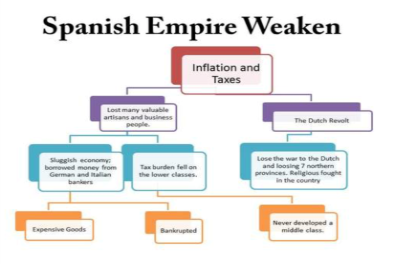 Spanish Empire Weaken
Inflation and
Taxes
Lost many valuable
artisans and business
people.
The Dutch Revolt
Sluggish economy;
borrowed money from
German and Italian
bankers
Tax burden fell on
the lower classes.
Lose the war to the Dutch
and loosing 7 northern
provinces. Religious fought
in the country
Expensive Goods
Bankrupted
Never developed a
middle class.